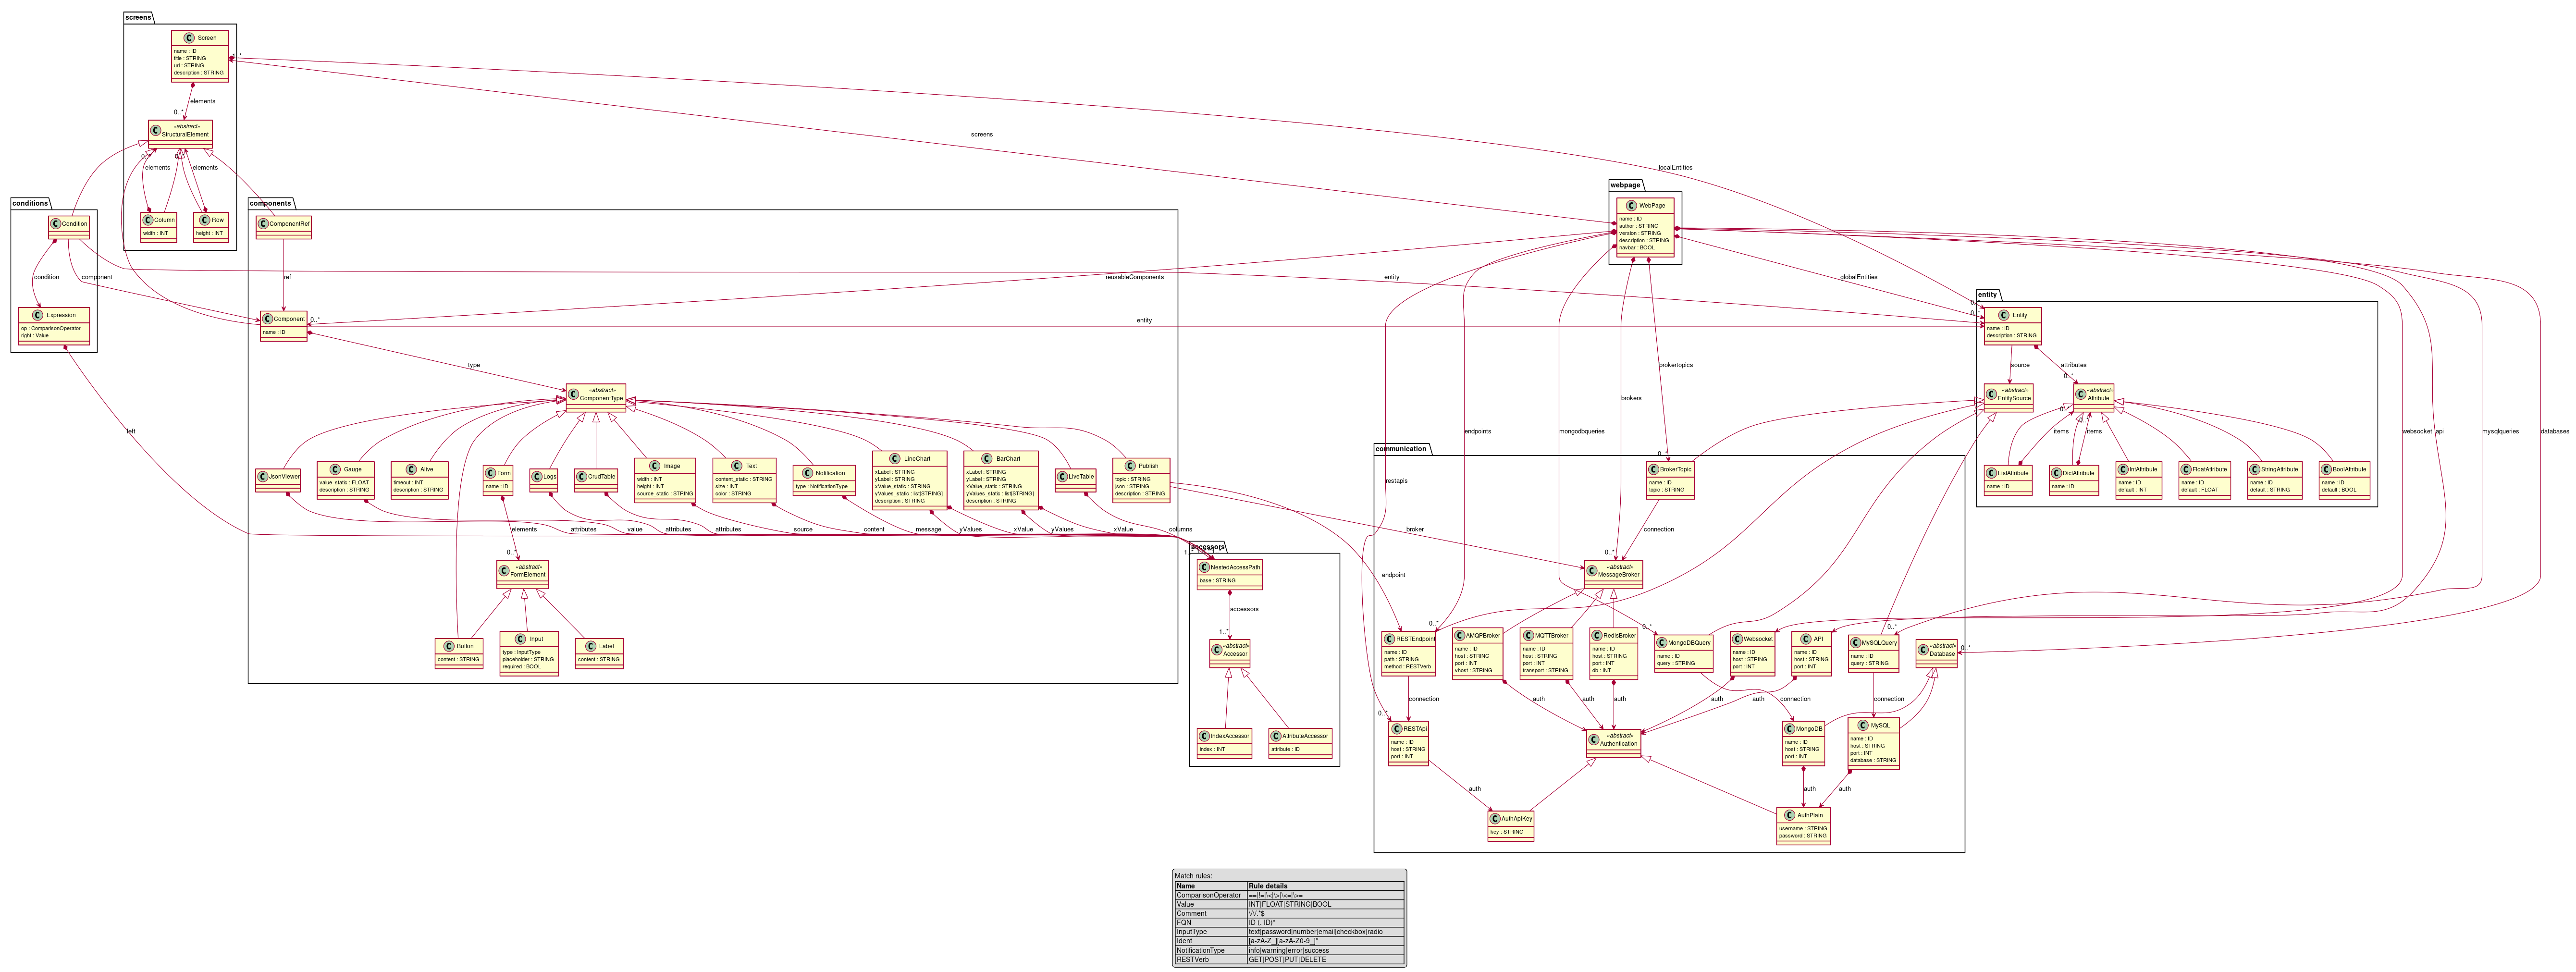 screens
Screen
name : ID
title : STRING
url : STRING
description : STRING
elements
0..*
«abstract»
StructuralElement
elements
elements
Column
width : INT
Row
height : INT
screens
localEntities
conditions
Condition
condition
component
Expression
op : ComparisonOperator
right : Value
left
components
ComponentRef
ref
reusableComponents
entity
Component
name : ID
0..*
entity
type
«abstract»
ComponentType
JsonViewer
Gauge
value_static : FLOAT
description : STRING
Alive
timeout : INT
description : STRING
Form
name : ID
Logs
CrudTable
Image
width : INT
height : INT
source_static : STRING
Text
content_static : STRING
size : INT
color : STRING
Notification
type : NotificationType
LineChart
xLabel : STRING
yLabel : STRING
xValue_static : STRING
yValues_static : list[STRING]
description : STRING
BarChart
xLabel : STRING
yLabel : STRING
xValue_static : STRING
yValues_static : list[STRING]
description : STRING
LiveTable
Publish
topic : STRING
json : STRING
description : STRING
elements
attributes
value
attributes
attributes
source
content
message
yValues
xValue
yValues
xValue
columns
0..*
«abstract»
FormElement
Button
content : STRING
Input
type : InputType
placeholder : STRING
required : BOOL
Label
content : STRING
accessors
NestedAccessPath
base : STRING
accessors
1..*
«abstract»
Accessor
IndexAccessor
index : INT
AttributeAccessor
attribute : ID
webpage
WebPage
name : ID
author : STRING
version : STRING
description : STRING
navbar : BOOL
globalEntities
brokertopics
brokers
endpoints
mongodbqueries
restapis
websocket
api
mysqlqueries
databases
entity
Entity
name : ID
description : STRING
0..*
0..*
source
attributes
0..*
«abstract»
EntitySource
«abstract»
Attribute
items
items
ListAttribute
name : ID
DictAttribute
name : ID
IntAttribute
name : ID
default : INT
FloatAttribute
name : ID
default : FLOAT
StringAttribute
name : ID
default : STRING
BoolAttribute
name : ID
default : BOOL
communication
0..*
BrokerTopic
name : ID
topic : STRING
connection
broker
endpoint
0..*
«abstract»
MessageBroker
0..*
RESTEndpoint
name : ID
path : STRING
method : RESTVerb
AMQPBroker
name : ID
host : STRING
port : INT
vhost : STRING
MQTTBroker
name : ID
host : STRING
port : INT
transport : STRING
RedisBroker
name : ID
host : STRING
port : INT
db : INT
0..*
MongoDBQuery
name : ID
query : STRING
Websocket
name : ID
host : STRING
port : INT
API
name : ID
host : STRING
port : INT
0..*
MySQLQuery
name : ID
query : STRING
«abstract»
Database
0..*
connection
auth
auth
auth
auth
auth
connection
connection
0..*
RESTApi
name : ID
host : STRING
port : INT
«abstract»
Authentication
MongoDB
name : ID
host : STRING
port : INT
MySQL
name : ID
host : STRING
port : INT
database : STRING
auth
auth
auth
AuthApiKey
key : STRING
AuthPlain
username : STRING
password : STRING
Match rules:
Name Rule details
ComparisonOperator ==|!=|\<|\>|\<=|\>=
Value INT|FLOAT|STRING|BOOL
Comment \/\/.*$
FQN ID (. ID)*
InputType text|password|number|email|checkbox|radio
Ident [a-zA-Z_][a-zA-Z0-9_]*
NotificationType info|warning|error|success
RESTVerb GET|POST|PUT|DELETE